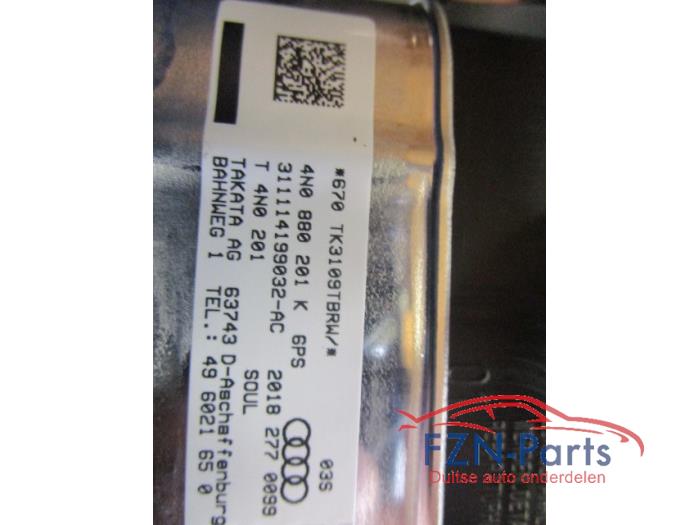 *670 TK3109TBRW/* 03S
4N0 880 201 K 6PS
311114199032-AC 2018 277 0099
T 4N0 201 SOUL
TAKATA AG 63743 D-Aschaffenburg
BAHNWEG 1 TEL.: 49 6021 65 0
FZN-Parts
Duitse auto onderdelen